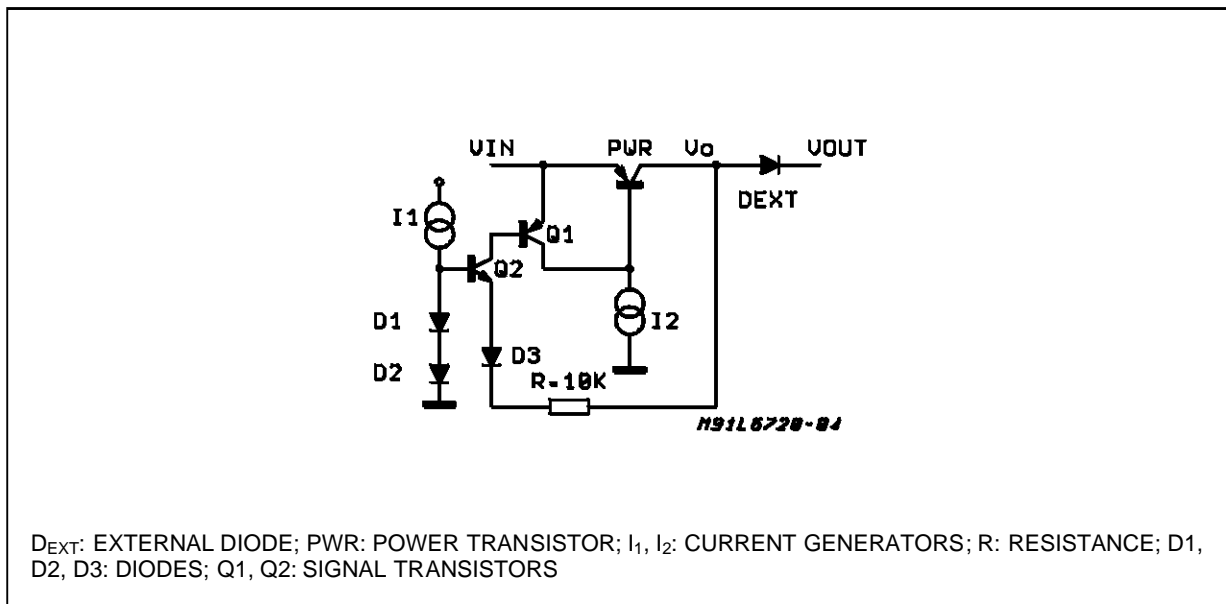 VIN PWR Vo VOUT
DEXT
I1
Q1
Q2
D1
I2
D3
D2
R=10K
M91L6720-04
DEXT: EXTERNAL DIODE; PWR: POWER TRANSISTOR; I1, I2: CURRENT GENERATORS; R: RESISTANCE; D1,
D2, D3: DIODES; Q1, Q2: SIGNAL TRANSISTORS